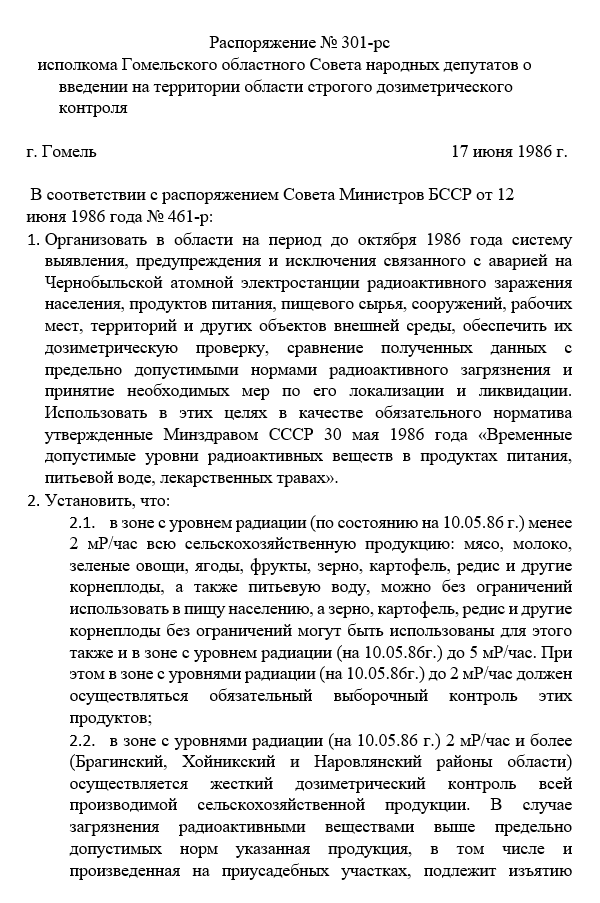 Распоряжение № 301-рс
исполкома Гомельского областного Совета народных депутатов о
введении на территории области строгого дозиметрического
контроля
г. Гомель 17 июня 1986 г.
В соответствии с распоряжением Совета Министров БССР от 12
июня 1986 года № 461-р:
1. Организовать в области на период до октября 1986 года систему
выявления, предупреждения и исключения связанного с аварией на
Чернобыльской атомной электростанции радиоактивного заражения
населения, продуктов питания, пищевого сырья, сооружений, рабочих
мест, территорий и других объектов внешней среды, обеспечить их
дозиметрическую проверку, сравнение полученных данных с
предельно допустимыми нормами радиоактивного загрязнения и
принятие необходимых мер по его локализации и ликвидации.
Использовать в этих целях в качестве обязательного норматива
утвержденные Минздравом СССР 30 мая 1986 года «Временные
допустимые уровни радиоактивных веществ в продуктах питания,
питьевой воде, лекарственных травах».
2. Установить, что:
2.1. в зоне с уровнем радиации (по состоянию на 10.05.86 г.) менее
2 мР/час всю сельскохозяйственную продукцию: мясо, молоко,
зеленые овощи, ягоды, фрукты, зерно, картофель, редис и другие
корнеплоды, а также питьевую воду, можно без ограничений
использовать в пищу населению, а зерно, картофель, редис и другие
корнеплоды без ограничений могут быть использованы для этого
также и в зоне с уровнем радиации (на 10.05.86г.) до 5 мР/час. При
этом в зоне с уровнями радиации (на 10.05.86г.) до 2 мР/час должен
осуществляться обязательный выборочный контроль этих
продуктов;
2.2. в зоне с уровнями радиации (на 10.05.86 г.) 2 мР/час и более
(Брагинский, Хойникский и Наровлянский районы области)
осуществляется жесткий дозиметрический контроль всей
производимой сельскохозяйственной продукции. В случае
загрязнения радиоактивными веществами выше предельно
допустимых норм указанная продукция, в том числе и
произведенная на приусадебных участках, подлежит изъятию